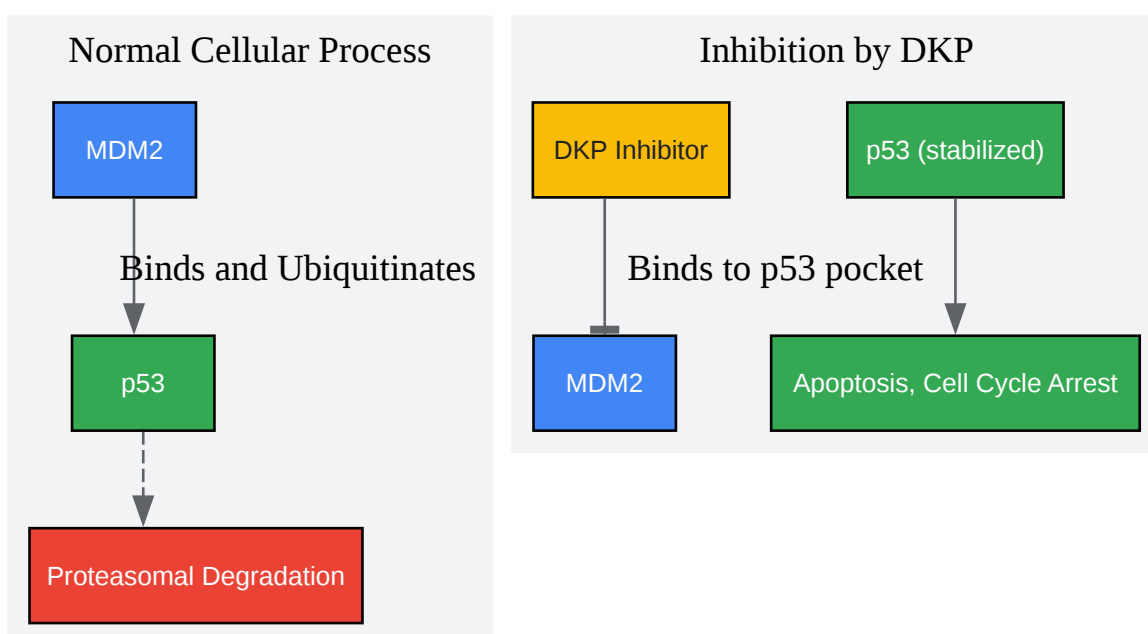 Normal Cellular Process
MDM2
Binds and Ubiquitinates
p53
Proteasomal Degradation
Inhibition by DKP
DKP Inhibitor
p53 (stabilized)
Binds to p53 pocket
MDM2
Apoptosis, Cell Cycle Arrest